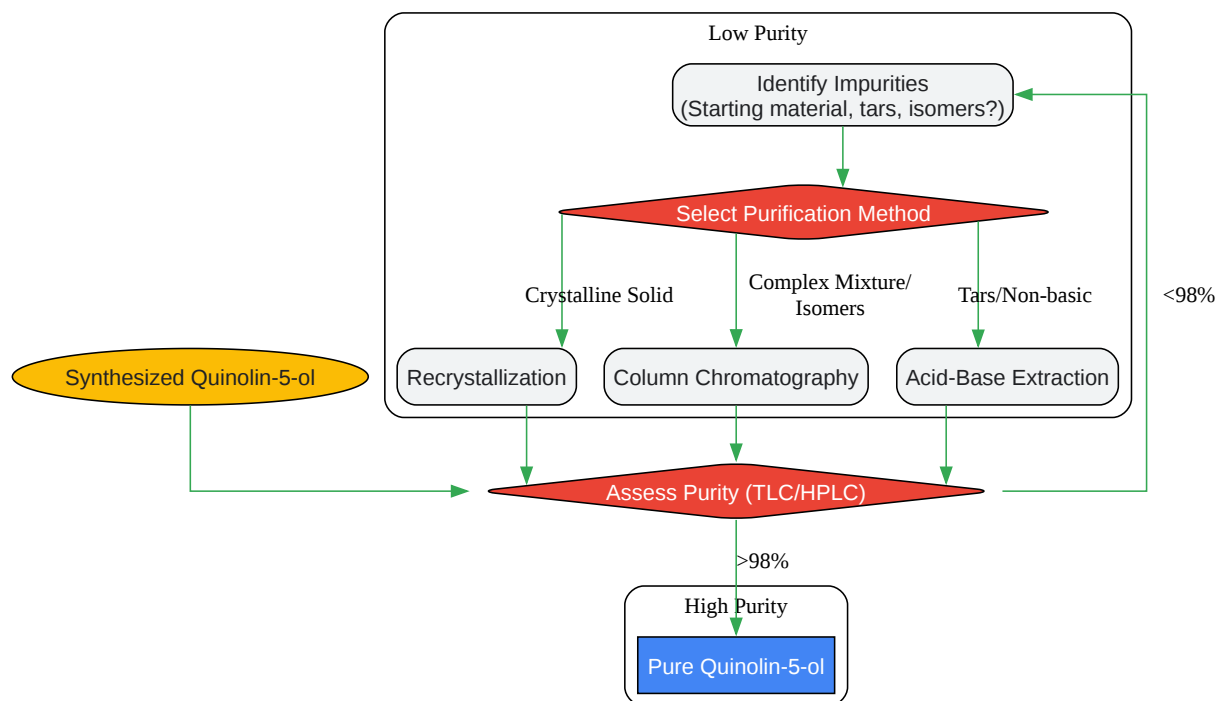 Low Purity
Identify Impurities
(Starting material, tars, isomers?)
Select Purification Method
Crystalline Solid
Complex Mixture/
Isomers
Tars/Non-basic
<98%
Synthesized Quinolin-5-ol
Recrystallization
Column Chromatography
Acid-Base Extraction
Assess Purity (TLC/HPLC)
>98%
High Purity
Pure Quinolin-5-ol